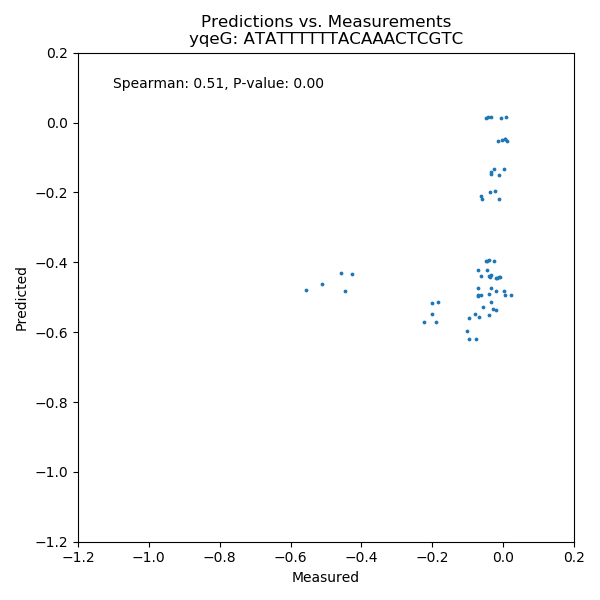 Predictions vs. Measurements
yqeG: ATATTTTTTACAAACTCGTC
Spearman: 0.51, P-value: 0.00
0.2
0.0
−0.2
−0.4
−0.6
−0.8
−1.0
−1.2
Predicted
−1.2 −1.0 −0.8 −0.6 −0.4 −0.2 0.0 0.2
Measured